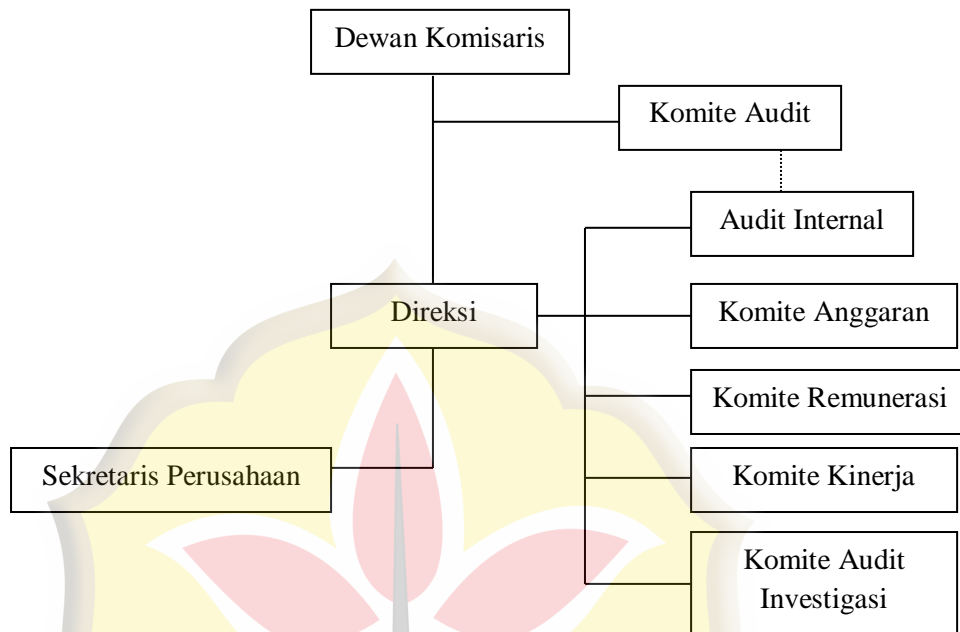 Dewan Komisaris
Komite Audit
Audit Internal
Direksi
Komite Anggaran
Komite Remunerasi
Sekretaris Perusahaan
Komite Kinerja
Komite Audit
Investigasi